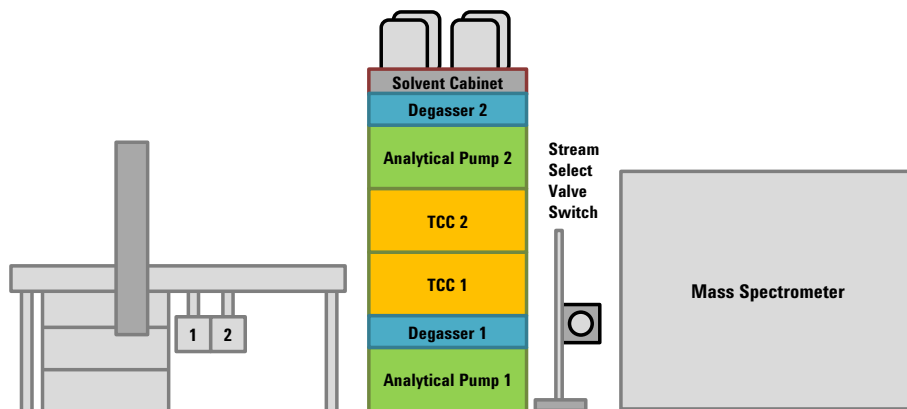 Solvent Cabinet
Degasser 2
Analytical Pump 2
TCC 2
TCC 1
Degasser 1
Analytical Pump 1
1
2
Stream
Select
Valve
Switch
Mass Spectrometer